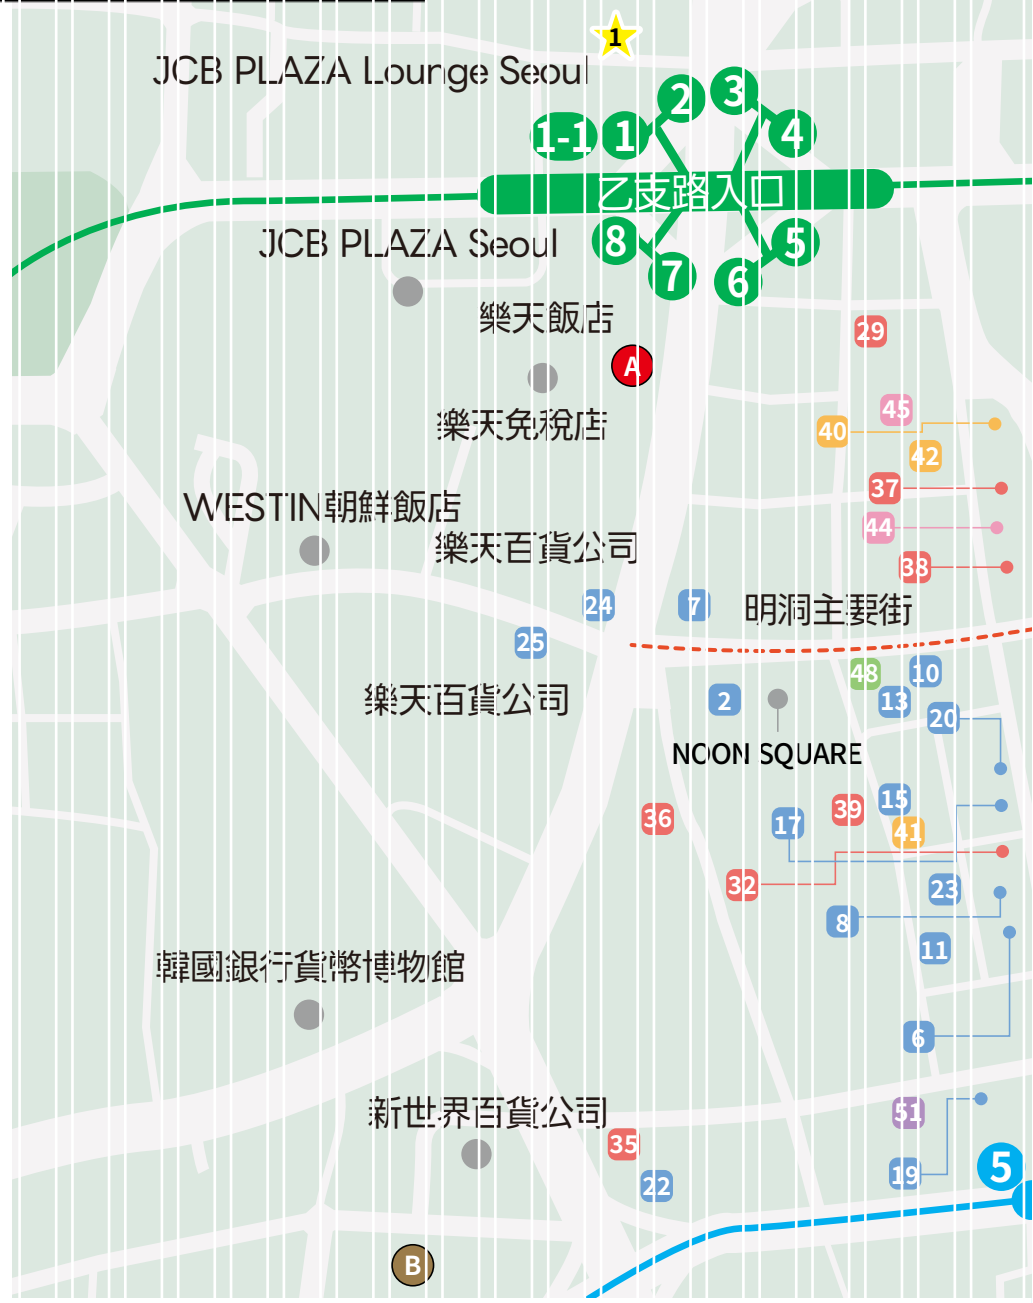 1
JCB PLAZA Lounge Seoul
2
3
1-1
1
4
乙支路入口
JCB PLAZA Seoul
8
5
7
6
樂天飯店
29
A
樂天免稅店
45
40
42
37
WESTIN朝鮮飯店
44
樂天百貨公司
38
24
7
明洞主要街
25
48
10
樂天百貨公司
2
13
20
NOON SQUARE
15
39
36
17
41
32
23
8
11
韓國銀行貨幣博物館
6
新世界百貨公司
51
35
5
19
22
B